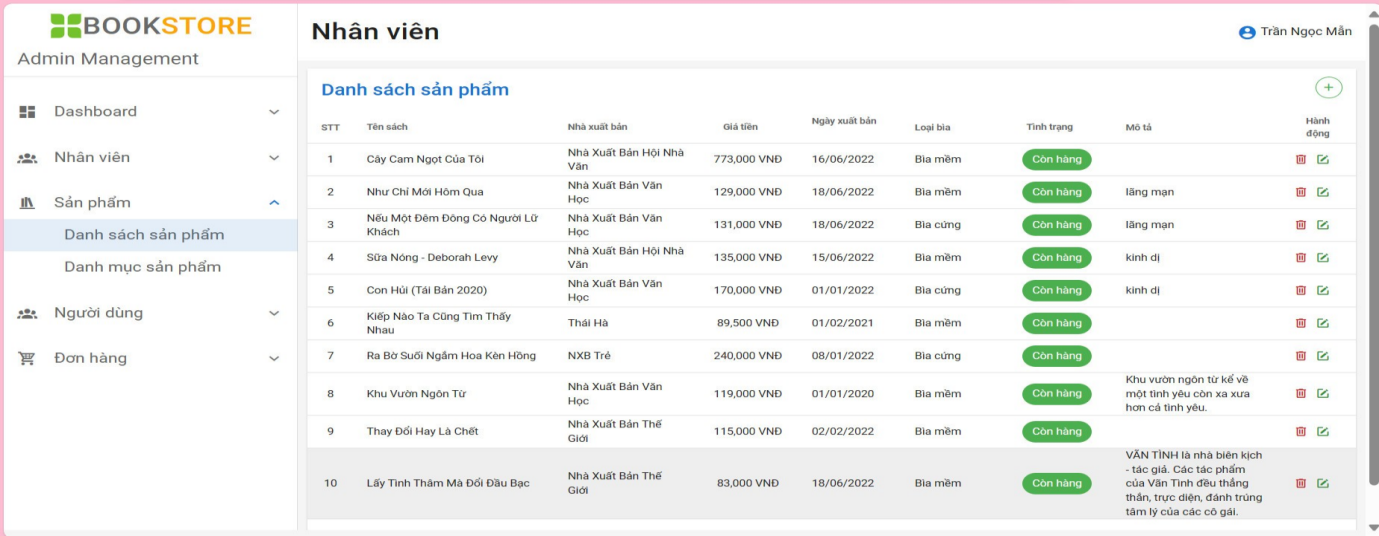 BOOKSTORE
Admin Management
Dashboard
Nhân viên
Sản phẩm
Danh sách sản phẩm
Danh mục sản phẩm
Người dùng
Đơn hàng
Nhân viên
Trần Ngọc Mẫn
Danh sách sản phẩm
STT Tên sách Nhà xuất bản Giá tiền Ngày xuất bản Loại bìa Tình trạng Mô tả Hành
động
1 Cây Cam Ngọt Của Tôi Nhà Xuất Bản Hội Nhà
Văn 773,000 VNĐ 16/06/2022 Bìa mềm Còn hàng
2 Như Chỉ Mới Hôm Qua Nhà Xuất Bản Văn
Học 129,000 VNĐ 18/06/2022 Bìa mềm Còn hàng lãng mạn
3 Nếu Một Đêm Đông Có Người Lữ
Khách Nhà Xuất Bản Văn
Học 131,000 VNĐ 18/06/2022 Bìa cứng Còn hàng lãng mạn
4 Sữa Nóng - Deborah Levy Nhà Xuất Bản Hội Nhà
Văn 135,000 VNĐ 15/06/2022 Bìa mềm Còn hàng kinh dị
5 Con Hủi (Tái Bản 2020) Nhà Xuất Bản Văn
Học 170,000 VNĐ 01/01/2022 Bìa cứng Còn hàng kinh dị
6 Kiếp Nào Ta Cũng Tìm Thấy
Nhau Thái Hà 89,500 VNĐ 01/02/2021 Bìa mềm Còn hàng
7 Ra Bờ Suối Ngắm Hoa Kèn Hồng NXB Trẻ 240,000 VNĐ 08/01/2022 Bìa cứng Còn hàng
8 Khu Vườn Ngôn Từ Nhà Xuất Bản Văn
Học 119,000 VNĐ 01/01/2020 Bìa mềm Còn hàng Khu vườn ngôn từ kể về
một tình yêu còn xa xưa
hơn cả tình yêu.
9 Thay Đổi Hay Là Chết Nhà Xuất Bản Thế
Giới 115,000 VNĐ 02/02/2022 Bìa mềm Còn hàng
10 Lấy Tình Thâm Mà Đổi Đầu Bạc Nhà Xuất Bản Thế
Giới 83,000 VNĐ 18/06/2022 Bìa mềm Còn hàng VÃN TÌNH là nhà biên kịch
- tác giả. Các tác phẩm
của Vãn Tình đều thẳng
thắn, trực diện, đánh trúng
tâm lý của các cô gái.